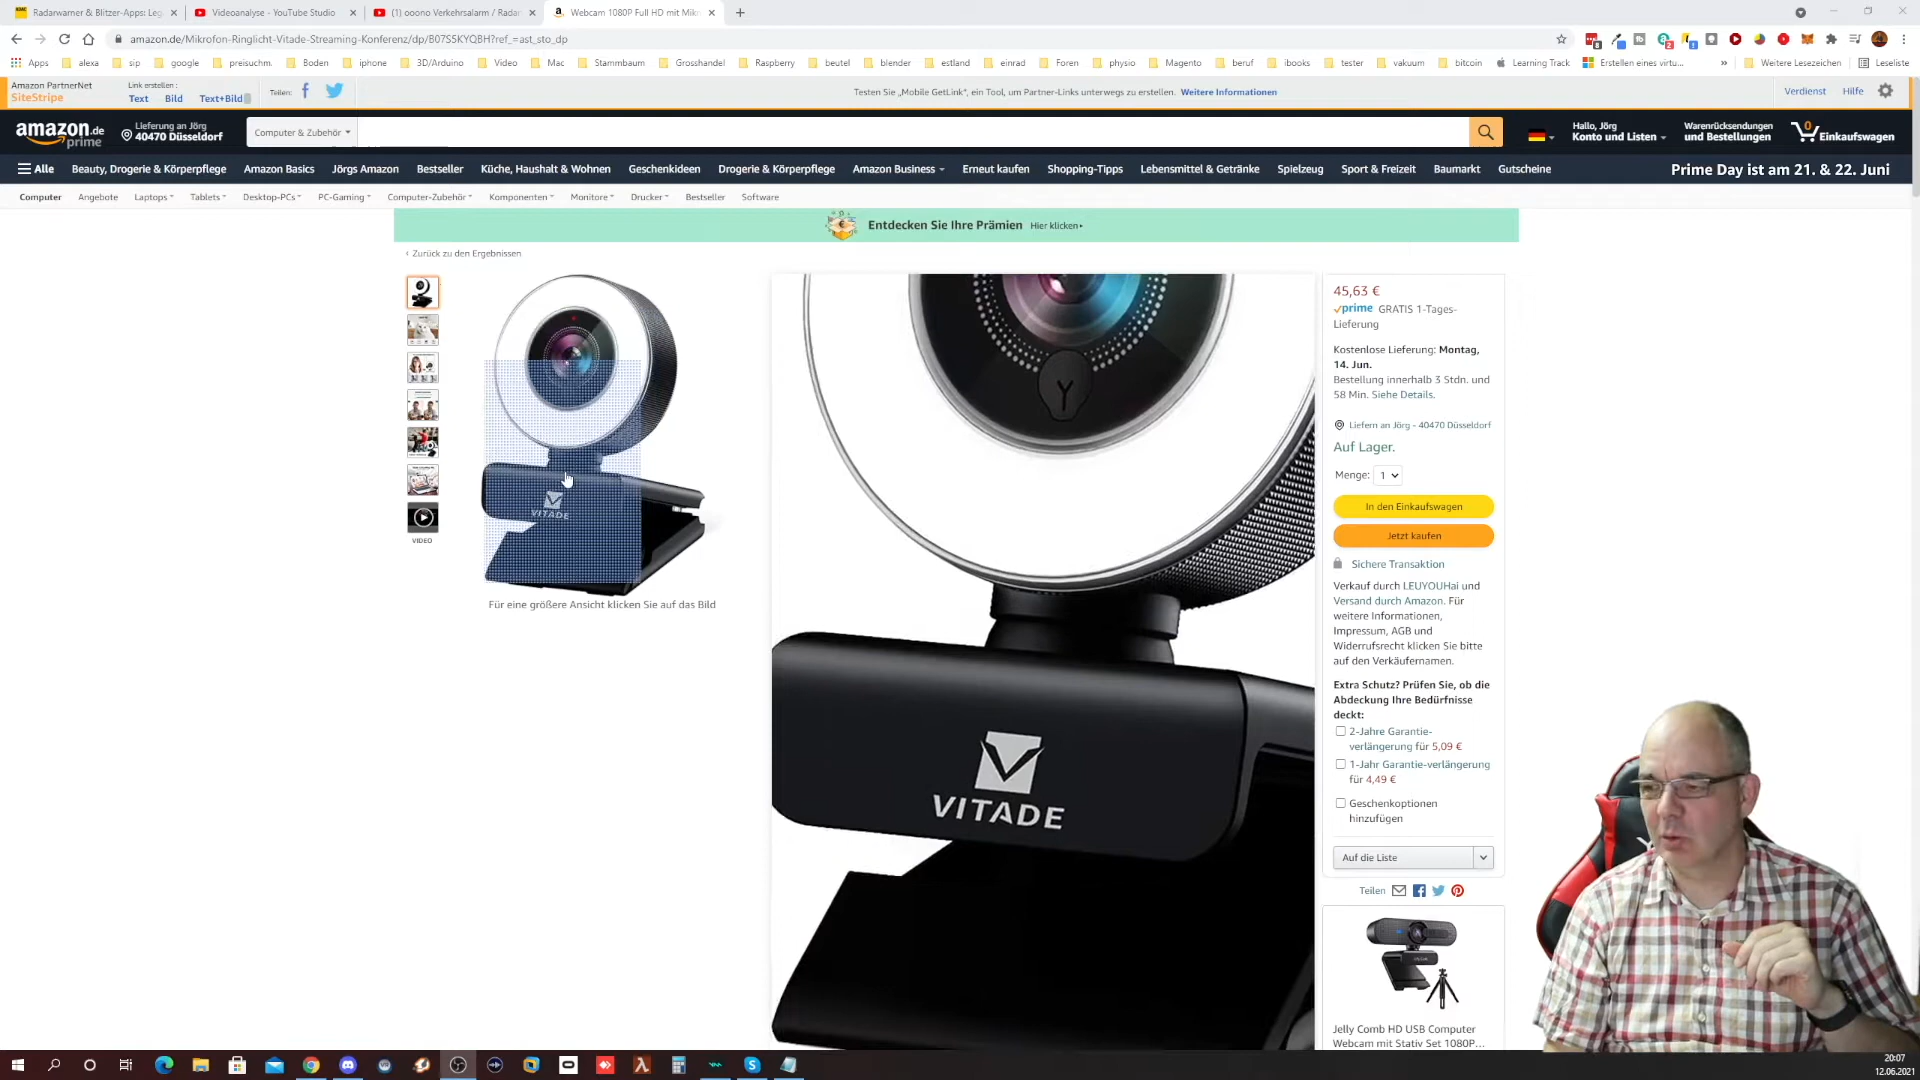 Radarwarner & Blitzer-Apps: Leg
Videoanalyse - YouTube Studio
(1) ooono Verkehrsalarm / Radar
Webcam 1080P Full HD mit Mikr
amazon.de/Mikrofon-Ringlicht-Vitade-Streaming-Konferenz/dp/B07S5KYQBH?ref_=ast_sto_dp
Apps alexa sip google preisuchm. Boden iphone 3D/Arduino Video Mac Stammbaum Grosshandel Raspberry beutel blender estland einrad Foren physio Magento beruf ibooks tester vakuum bitcoin Learning Track Erstellen eines virtu... » Weitere Lesezeichen Leseliste
Amazon PartnerNet
SiteStripe
Link erstellen :
Text Bild Text+Bild
Teilen:
Testen Sie „Mobile GetLink“, ein Tool, um Partner-Links unterwegs zu erstellen. Weitere Informationen
Verdienst Hilfe
amazon.de
prime
Lieferung an Jörg
40470 Düsseldorf
Computer & Zubehör
Hallo, Jörg
Konto und Listen
Warenrücksendungen
und Bestellungen
0
Einkaufswagen
Alle Beauty, Drogerie & Körperpflege Amazon Basics Jörgs Amazon Bestseller Küche, Haushalt & Wohnen Geschenkideen Drogerie & Körperpflege Amazon Business Erneut kaufen Shopping-Tipps Lebensmittel & Getränke Spielzeug Sport & Freizeit Baumarkt Gutscheine Prime Day ist am 21. & 22. Juni
Computer Angebote Laptops Tablets Desktop-PCs PC-Gaming Computer-Zubehör Komponenten Monitore Drucker Bestseller Software
Entdecken Sie Ihre Prämien Hier klicken
‹ Zurück zu den Ergebnissen
VITADE
VIDEO
Für eine größere Ansicht klicken Sie auf das Bild
VITADE
45,63 €
prime GRATIS 1-Tages-
Lieferung
Kostenlose Lieferung: Montag,
14. Jun.
Bestellung innerhalb 3 Stdn. und
58 Min. Siehe Details.
Liefern an Jörg - 40470 Düsseldorf
Auf Lager.
Menge: 1
In den Einkaufswagen
Jetzt kaufen
Sichere Transaktion
Verkauf durch LEUYOUHai und
Versand durch Amazon. Für
weitere Informationen,
Impressum, AGB und
Widerrufsrecht klicken Sie bitte
auf den Verkäufernamen.
Extra Schutz? Prüfen Sie, ob die
Abdeckung Ihre Bedürfnisse
deckt:
2-Jahre Garantie-
verlängerung für 5,09 €
1-Jahr Garantie-verlängerung
für 4,49 €
Geschenkoptionen
hinzufügen
Auf die Liste
Teilen
Jelly Comb HD USB Computer
Webcam mit Stativ Set 1080P...
20:07
12.06.2021